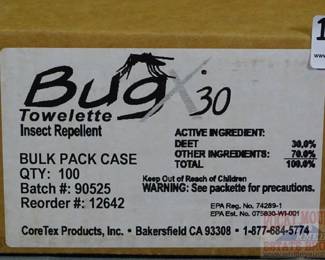 BugX 30
Towelette
Insect Repellent
BULK PACK CASE
QTY: 100
Batch #: 90525
Reorder #: 12642
ACTIVE INGREDIENT:
DEET 30.0%
OTHER INGREDIENTS: 70.0%
TOTAL 100.0%
Keep Out of Reach of Children
WARNING: See packette for precautions.
EPA Reg. No. 74289-1
EPA Est. No. 075830-WI-001
CoreTex Products, Inc. • Bakersfield CA 93308 • 1-877-684-5774